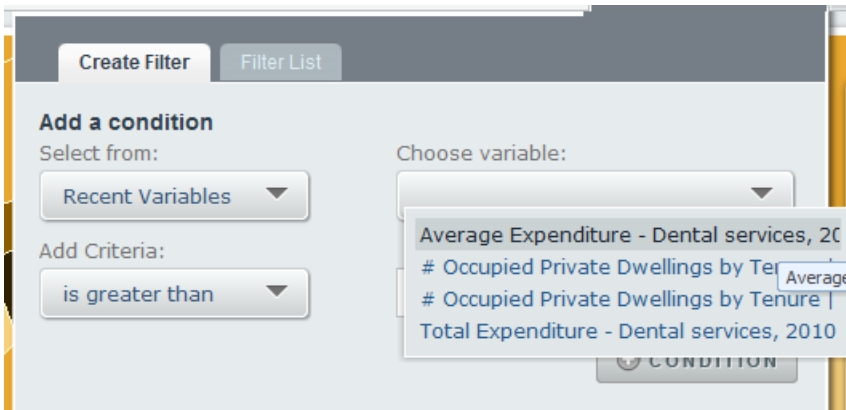 Create Filter Filter List
Add a condition
Select from: Choose variable:
Recent Variables
Average Expenditure - Dental services, 20
Add Criteria:
# Occupied Private Dwellings by
Average
is greater than
# Occupied Private Dwellings by Tenure |
Total Expenditure - Dental services, 2010
CONDITION